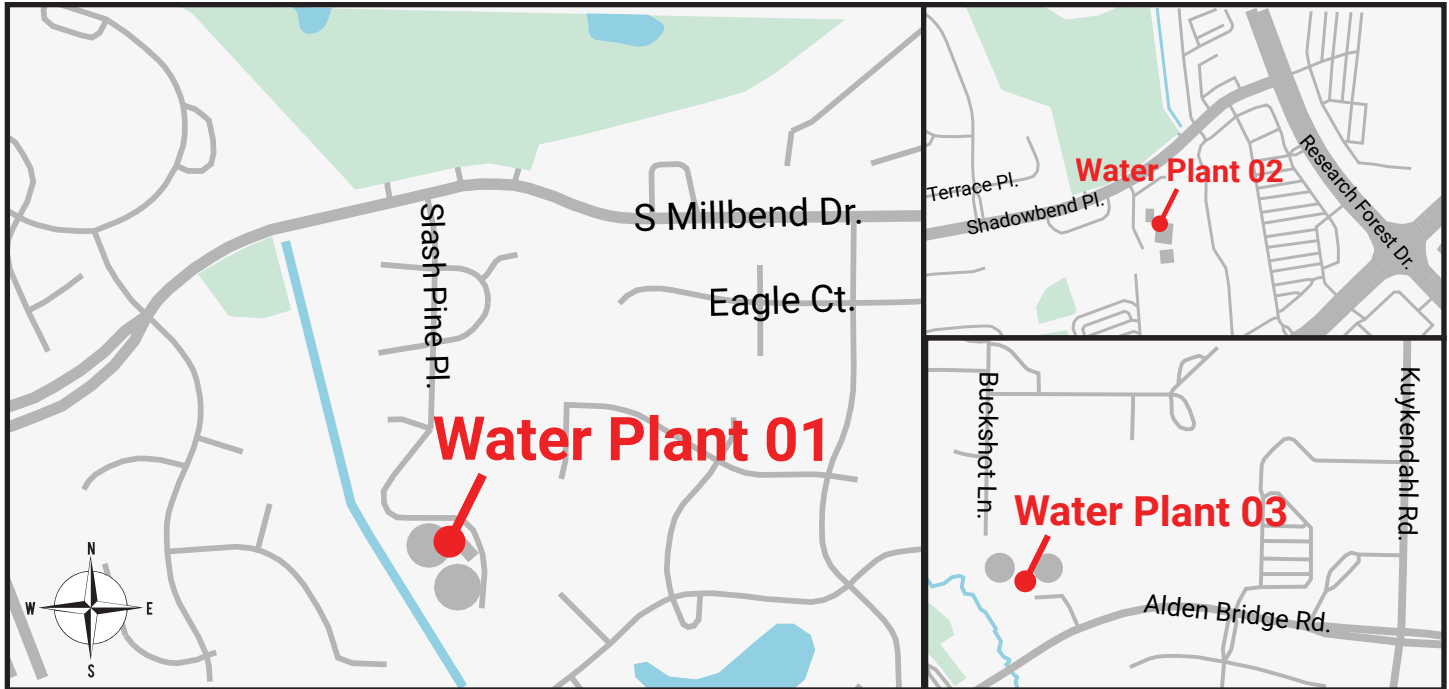 S Millbend Dr.
Slash Pine Pl.
Eagle Ct.
Water Plant 01
N
W
E
S
Water Plant 02
Terrace Pl.
Shadowbend Pl.
Research Forest Dr.
Buckshot Ln.
Kuykendahl Rd.
Water Plant 03
Alden Bridge Rd.